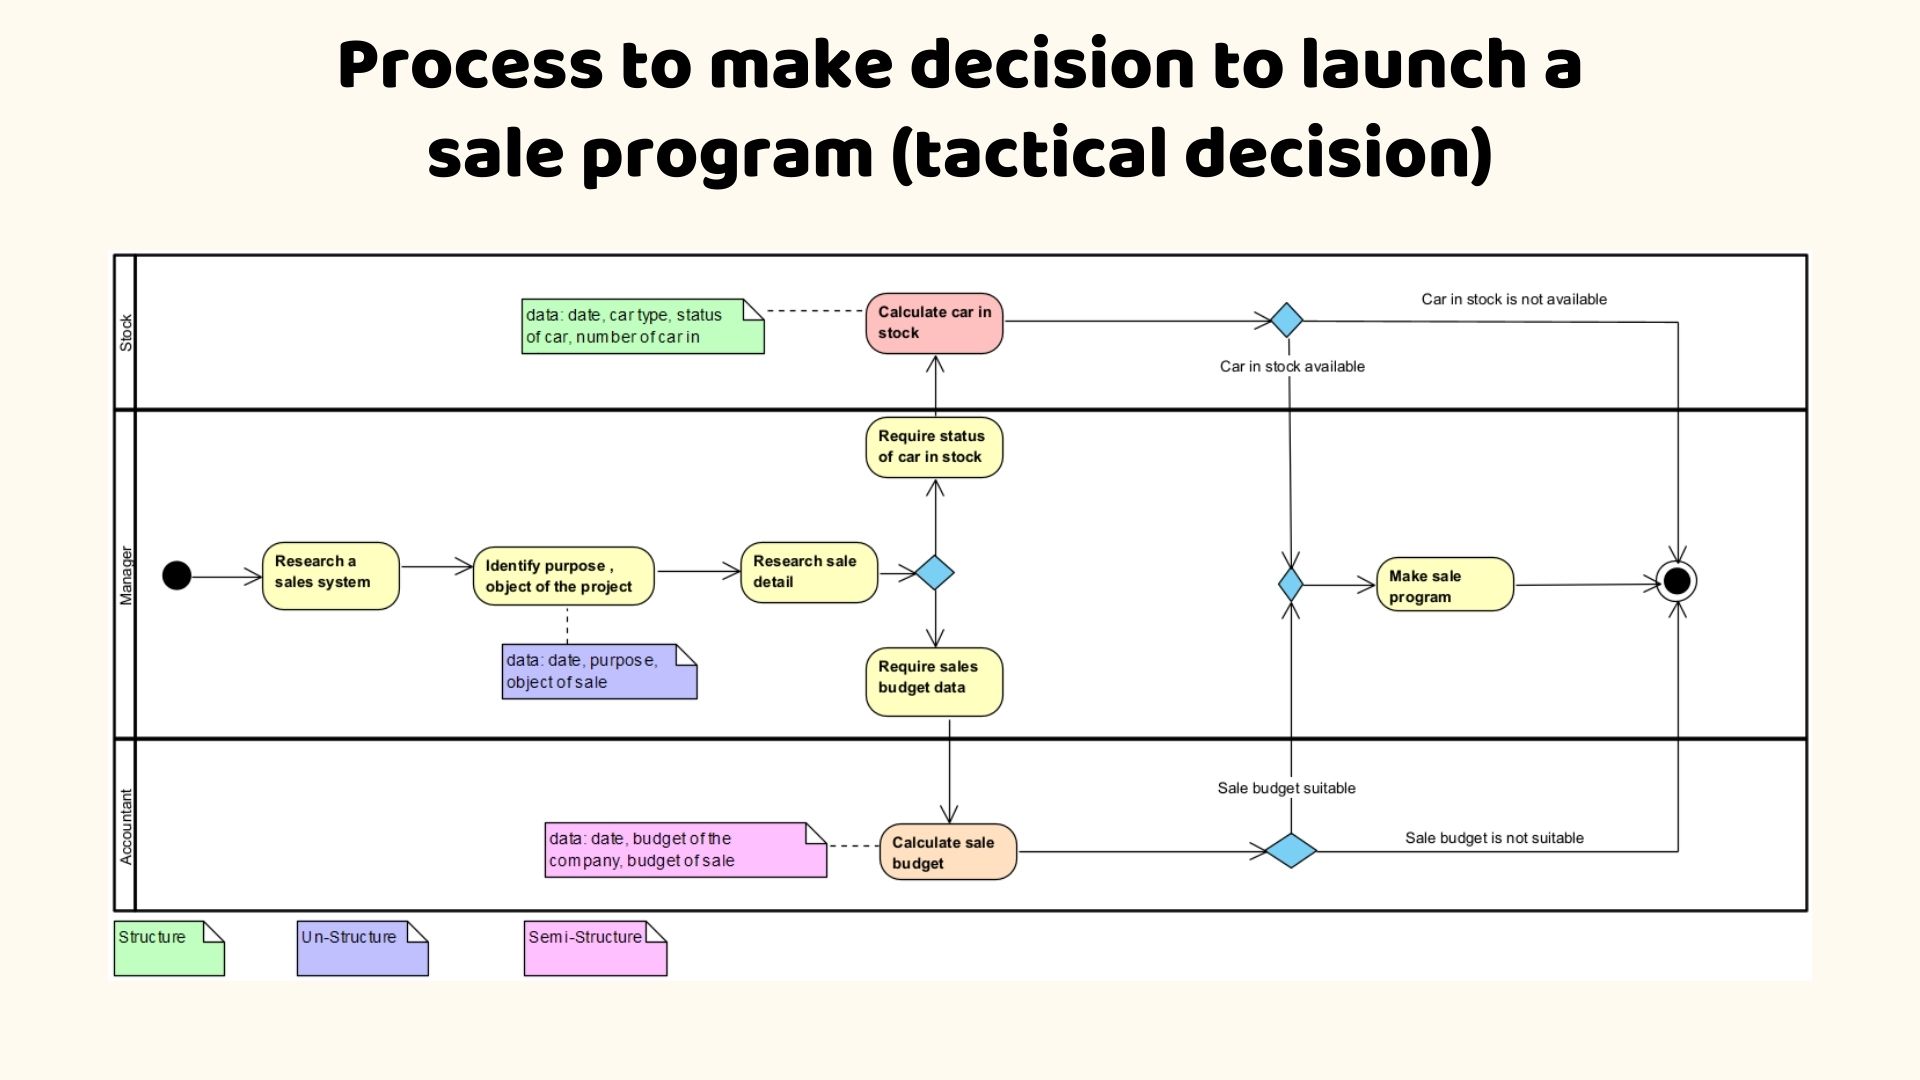 Process to make decision to launch a
sale program (tactical decision)
Stock
data: date, car type, status
of car, number of car in
Calculate car in
stock
Car in stock is not available
Car in stock available
Manager
Require status
of car in stock
Research a
sales system
Identify purpose ,
object of the project
Research sale
detail
Make sale
program
data: date, purpose,
object of sale
Require sales
budget data
Accountant
Sale budget suitable
data: date, budget of the
company, budget of sale
Calculate sale
budget
Sale budget is not suitable
Structure
Un-Structure
Semi-Structure